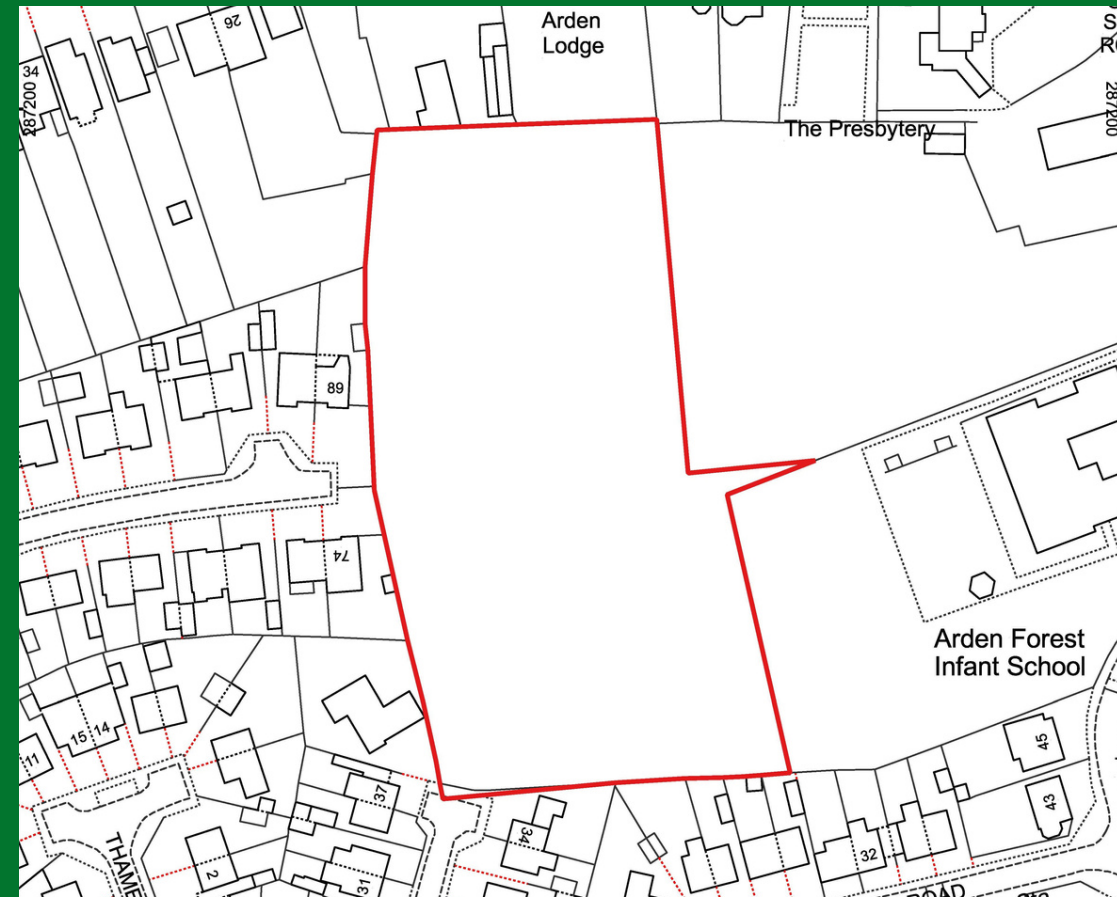 26
Arden
Lodge
S
34
287200
287200
The Presbytery
89
74
Arden Forest
Infant School
15
14
11
37
45
43
34
32
2
31
THAME
ROAD